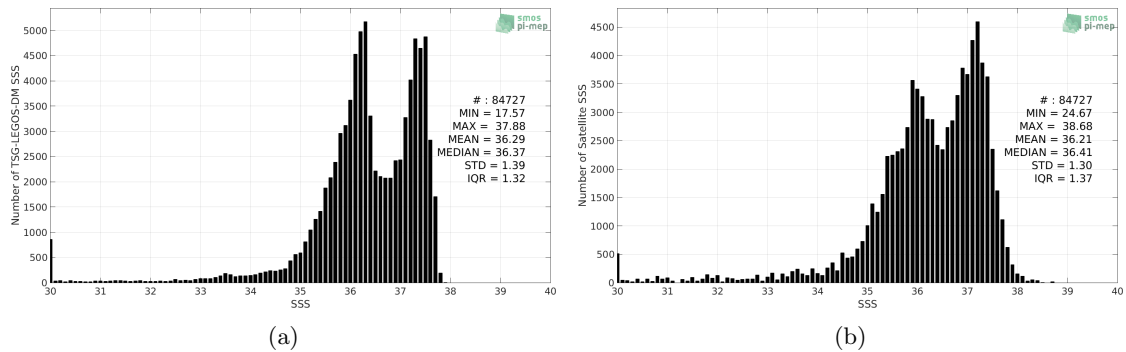 smos
pi-mep
Number of TSG-LEGOS-DM SSS
5000
4500
4000
3500
3000
2500
2000
1500
1000
500
0
# : 84727
MIN = 17.57
MAX = 37.88
MEAN = 36.29
MEDIAN = 36.37
STD = 1.39
IQR = 1.32
30 31 32 33 34 35 36 37 38 39 40
SSS
(a)
smos
pi-mep
Number of Satellite SSS
4500
4000
3500
3000
2500
2000
1500
1000
500
0
# : 84727
MIN = 24.67
MAX = 38.68
MEAN = 36.21
MEDIAN = 36.41
STD = 1.30
IQR = 1.37
30 31 32 33 34 35 36 37 38 39 40
SSS
(b)